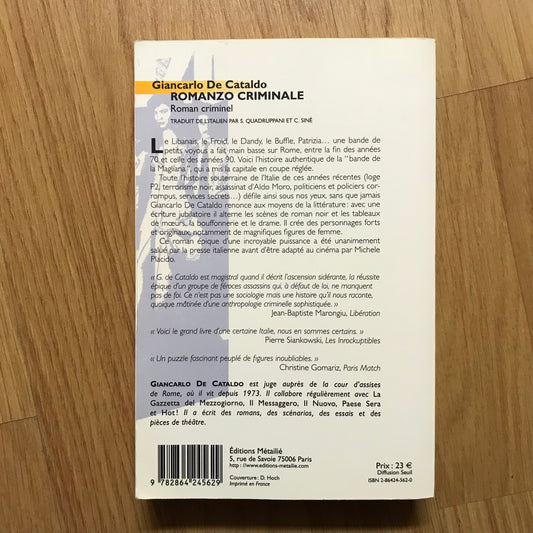 Giancarlo De Cataldo
ROMANZO CRIMINALE
Roman criminel
TRADUIT DE L'ITALIEN PAR S. QUADRUPPANI ET C. SINÉ
Le Libanais, le Froid, le Dandy, le Buffle, Patrizia... une bande de
petits voyous a fait main basse sur Rome, entre la fin des années
70 et celle des années 90. Voici l'histoire authentique de la "bande de
la Magliana", qui a mis la capitale en coupe réglée.
Toute l'histoire souterraine de l'Italie de ces années récentes (loge
P2, terrorisme noir, assassinat d'Aldo Moro, politiciens et policiers cor-
rompus, services secrets...) défile ainsi sous nos yeux, sans que jamais
Giancarlo De Cataldo renonce aux moyens de la littérature : avec une
écriture jubilatoire il alterne les scènes de roman noir et les tableaux
de mœurs, la bouffonnerie et le drame. Il crée des personnages forts
et originaux, notamment de magnifiques figures de femme.
Ce roman épique d'une incroyable puissance a été unanimement
salué par la presse italienne avant d'être adapté au cinéma par Michele
Placido.
« G. de Cataldo est magistral quand il décrit l'ascension sidérante, la réussite
épique d'un groupe de féroces assassins qui, à défaut de loi, ne manquent
pas de foi. Ce n'est pas une sociologie mais une histoire qu'il nous raconte,
quoique mâtinée d'une anthropologie criminelle sophistiquée. »
Jean-Baptiste Marongiu, Libération
« Voici le grand livre d'une certaine Italie, nous en sommes certains. »
Pierre Siankowski, Les Inrockuptibles
« Un puzzle fascinant peuplé de figures inoubliables. »
Christine Gomariz, Paris Match
GIANCARLO DE CATALDO est juge auprès de la cour d'assises
de Rome, où il vit depuis 1973. Il collabore régulièrement avec La
Gazzetta del Mezzogiorno, Il Messaggero, Il Nuovo, Paese Sera
et Hot! Il a écrit des romans, des scénarios, des essais et des
pièces de théâtre.
Éditions Métailié
5, rue de Savoie 75006 Paris
http : //www.editions-metailie.com
Couverture : D. Hoch
Imprimé en France
Prix : 23 €
Diffusion Seuil
ISBN 2-86424-562-0
9 782864 245629